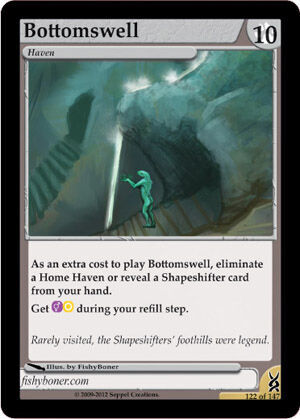 Bottomswell
10
Haven
As an extra cost to play Bottomswell, eliminate
a Home Haven or reveal a Shapeshifter card
from your hand.
Get during your refill step.
Rarely visited, the Shapeshifters' foothills were legend.
Illus. by FishyBoner
fishyboner.com
122 of 147
© 2009-2012 Seppel Creations.